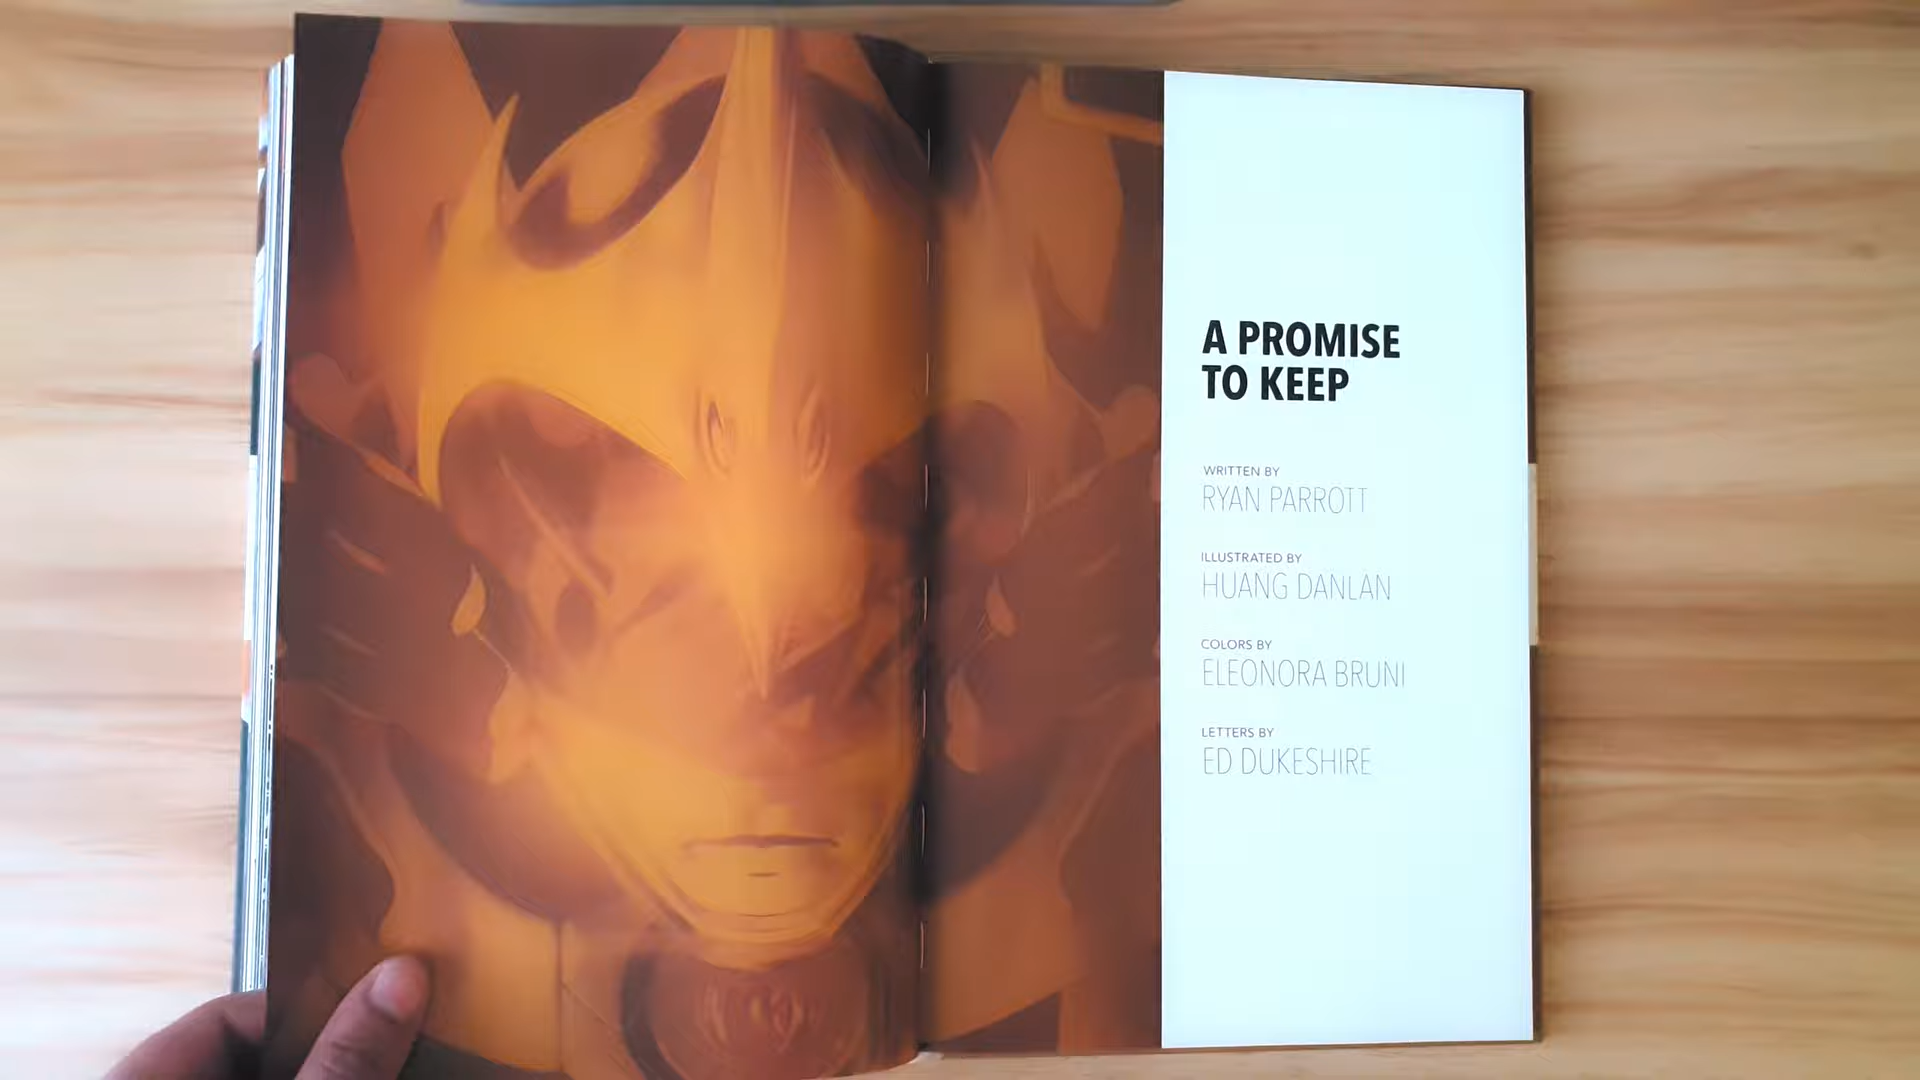 A PROMISE
TO KEEP
WRITTEN BY
RYAN PARROTT
ILLUSTRATED BY
HUANG DANLAN
COLORS BY
ELEONORA BRUNI
LETTERS BY
ED DUKESHIRE